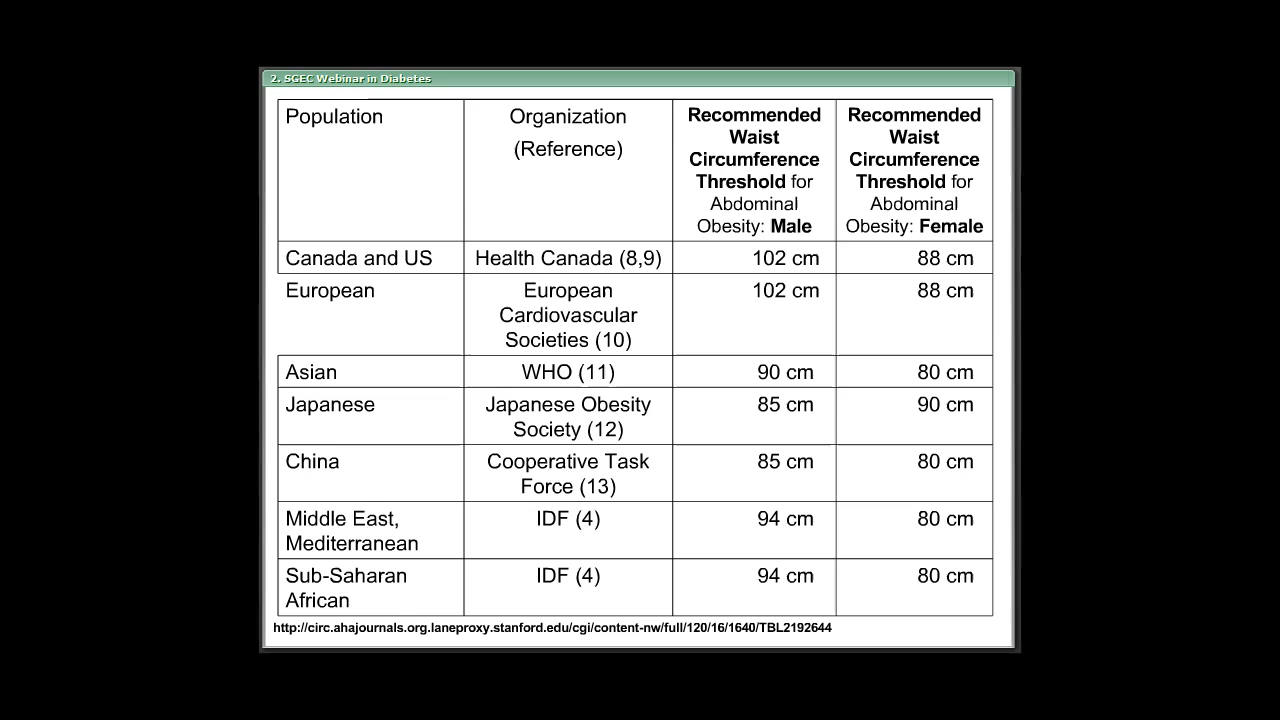 2. SGEC Webinar in Diabetes
Population
Organization
(Reference)
Recommended
Waist
Circumference
Threshold for
Abdominal
Obesity: Male
Recommended
Waist
Circumference
Threshold for
Abdominal
Obesity: Female
Canada and US
Health Canada (8,9)
102 cm
88 cm
European
European
Cardiovascular
Societies (10)
102 cm
88 cm
Asian
WHO (11)
90 cm
80 cm
Japanese
Japanese Obesity
Society (12)
85 cm
90 cm
China
Cooperative Task
Force (13)
85 cm
80 cm
Middle East,
Mediterranean
IDF (4)
94 cm
80 cm
Sub-Saharan
African
IDF (4)
94 cm
80 cm
http://circ.ahajournals.org.laneproxy.stanford.edu/cgi/content-nw/full/120/16/1640/TBL2192644